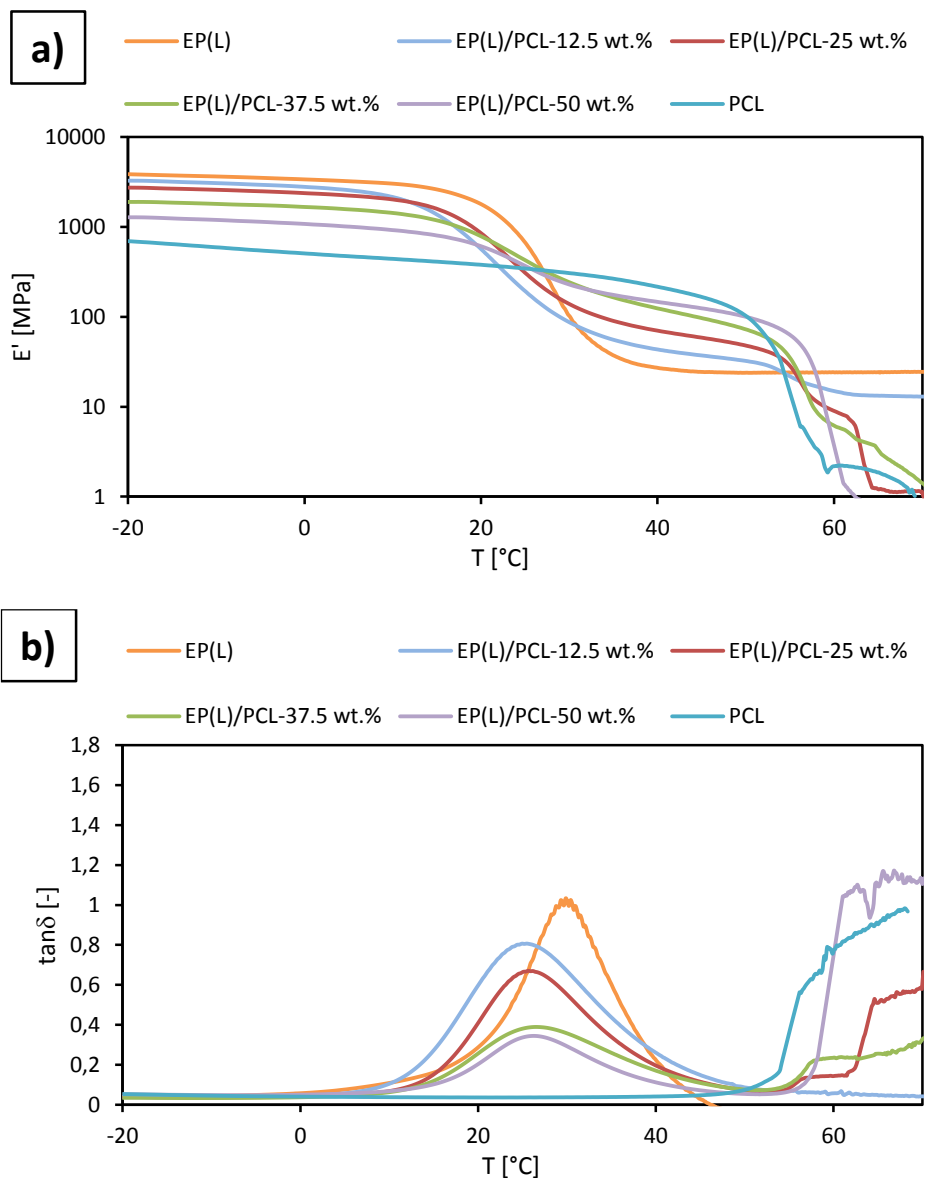 a)
EP(L) EP(L)/PCL-12.5 wt.% EP(L)/PCL-25 wt.%
EP(L)/PCL-37.5 wt.% EP(L)/PCL-50 wt.% PCL
10000
1000
100
10
1
E' [MPa]
-20 0 20 40 60
T [°C]
b)
EP(L) EP(L)/PCL-12.5 wt.% EP(L)/PCL-25 wt.%
EP(L)/PCL-37.5 wt.% EP(L)/PCL-50 wt.% PCL
1,8
1,6
1,4
1,2
1
0,8
0,6
0,4
0,2
0
tanδ [-]
-20 0 20 40 60
T [°C]